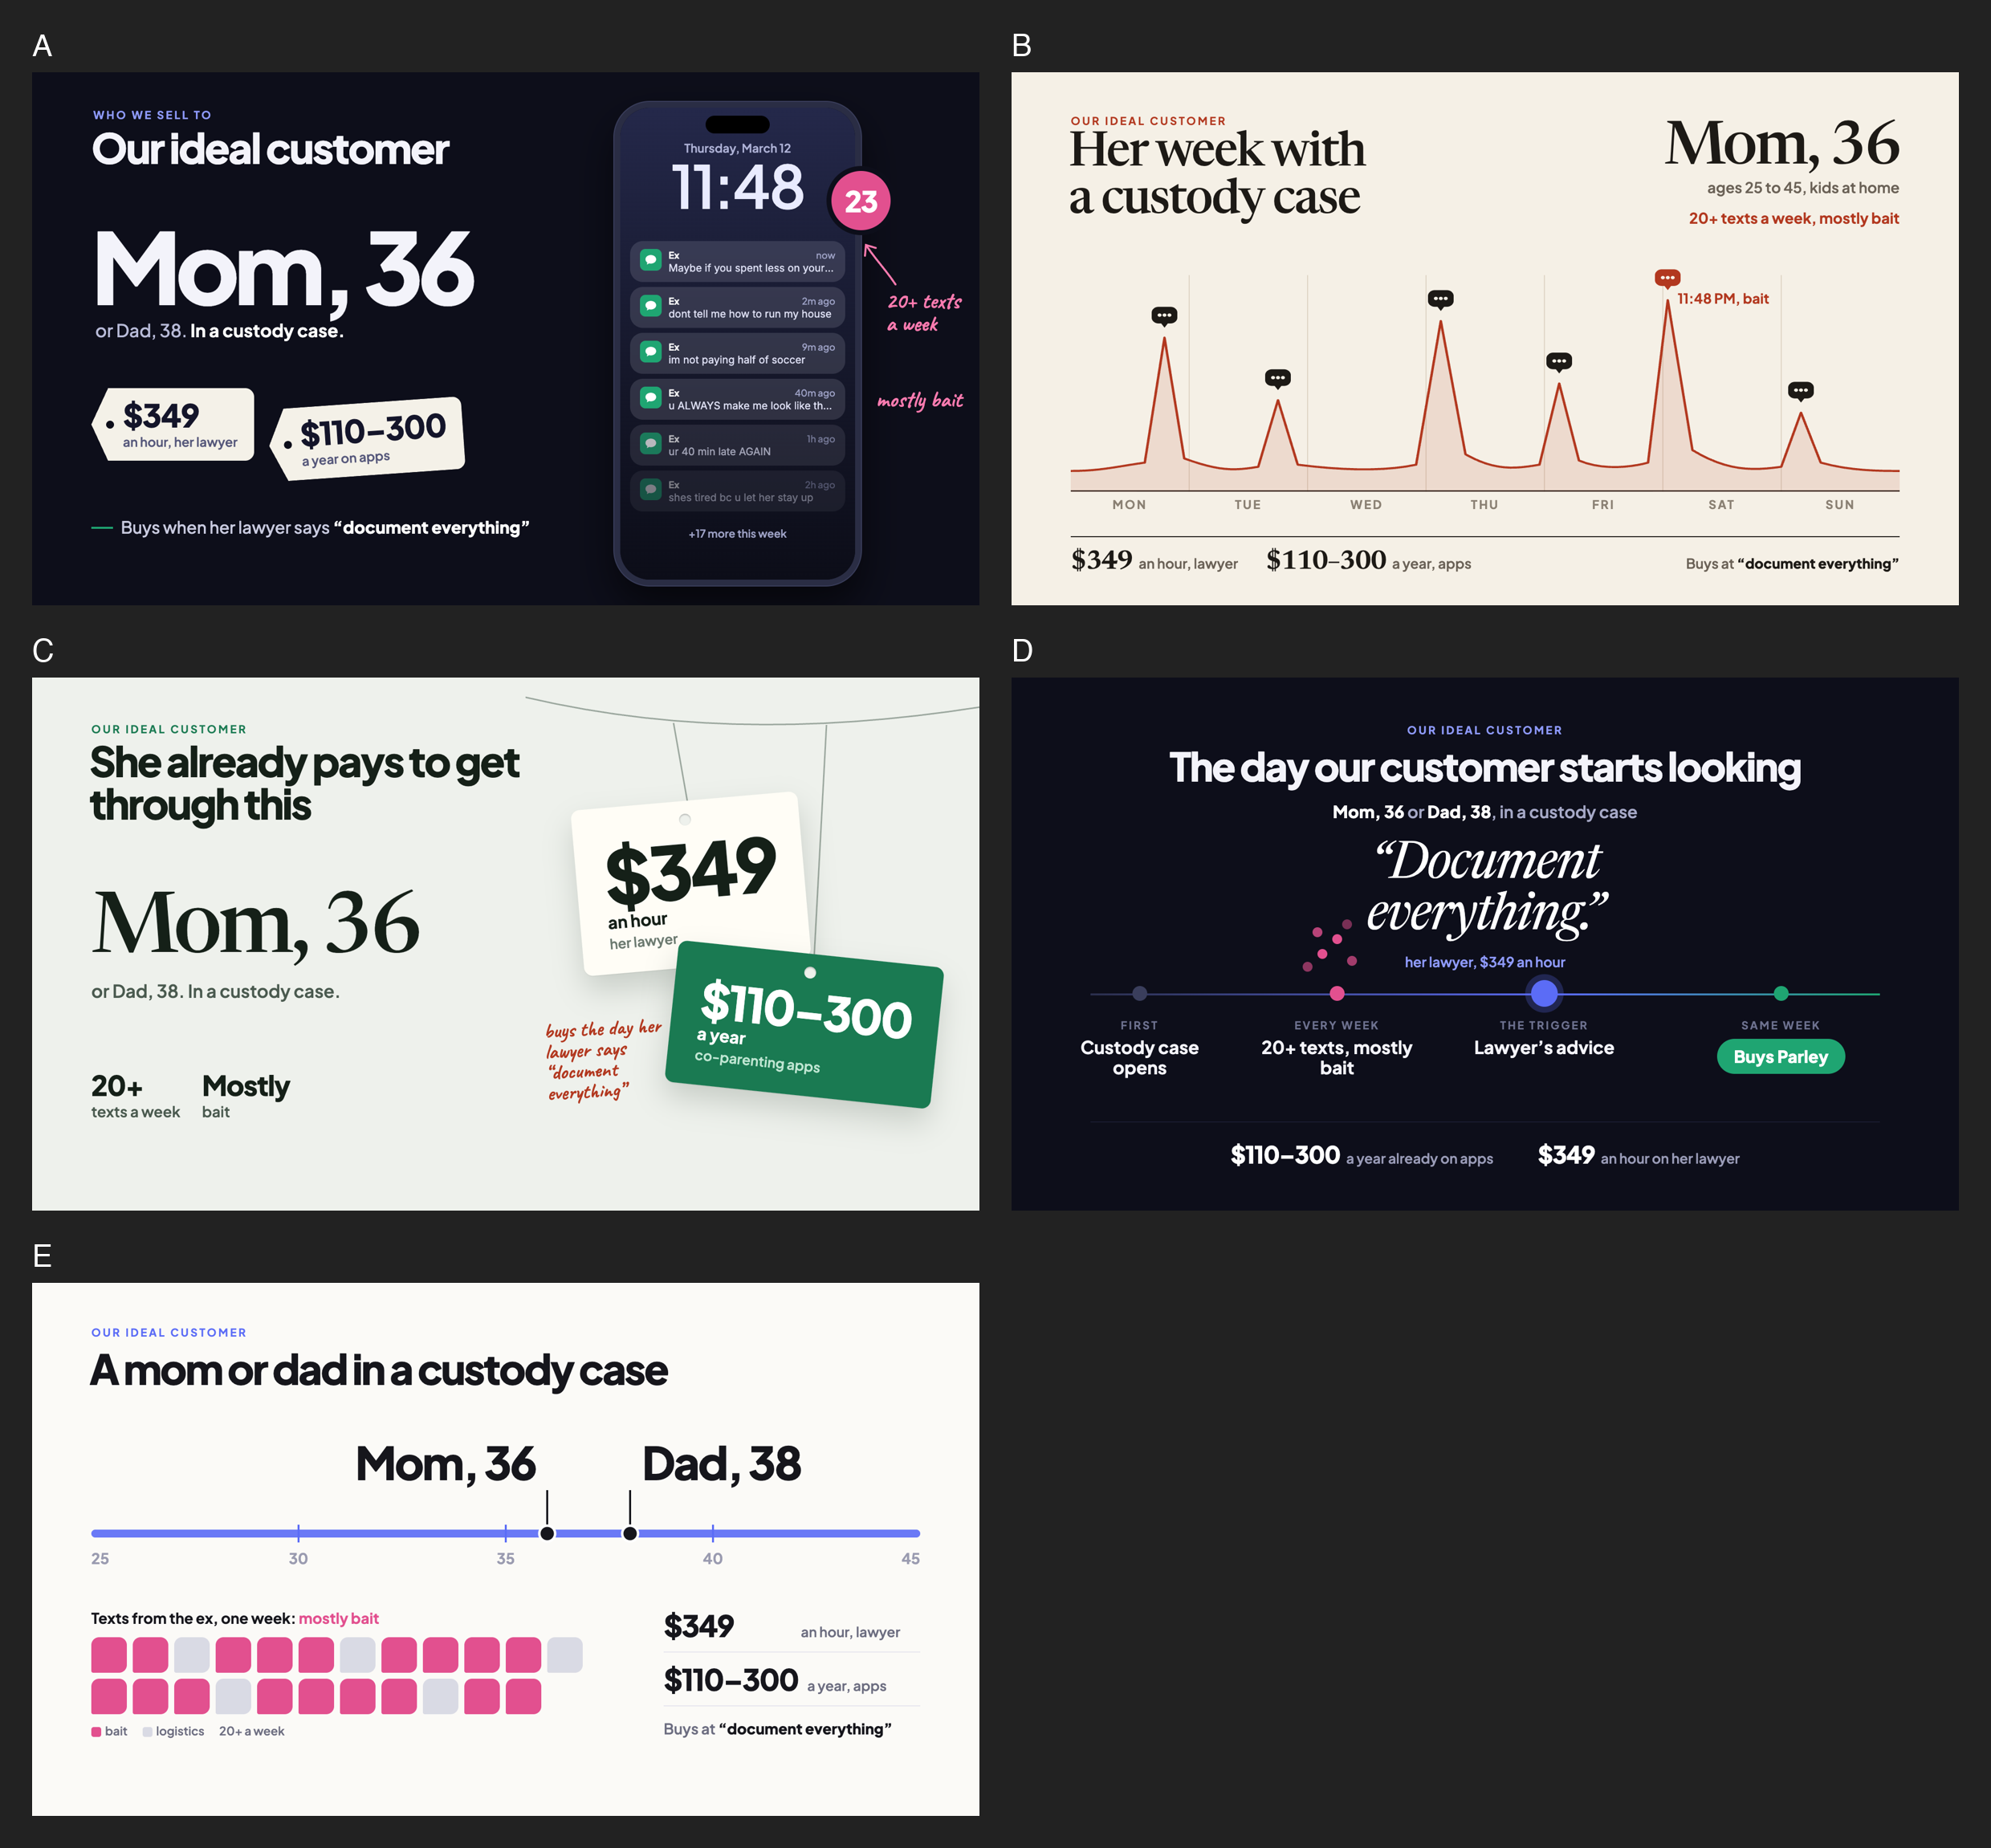 A
WHO WE SELL TO
Our ideal customer
Mom, 36
or Dad, 38. In a custody case.
$349
an hour, her lawyer
$110–300
a year on apps
Buys when her lawyer says “document everything”
Thursday, March 12
11:48
23
Ex now
Maybe if you spent less on your...
Ex 2m ago
dont tell me how to run my house
Ex 9m ago
im not paying half of soccer
Ex 40m ago
u ALWAYS make me look like th...
Ex 1h ago
ur 40 min late AGAIN
Ex 2h ago
shes tired bc u let her stay up
+17 more this week
20+ texts
a week
mostly bait
B
OUR IDEAL CUSTOMER
Her week with
a custody case
Mom, 36
ages 25 to 45, kids at home
20+ texts a week, mostly bait
11:48 PM, bait
MON TUE WED THU FRI SAT SUN
$349 an hour, lawyer $110–300 a year, apps Buys at “document everything”
C
OUR IDEAL CUSTOMER
She already pays to get
through this
Mom, 36
or Dad, 38. In a custody case.
20+ Mostly
texts a week bait
$349
an hour
her lawyer
$110–300
a year
co-parenting apps
buys the day her
lawyer says
“document
everything”
D
OUR IDEAL CUSTOMER
The day our customer starts looking
Mom, 36 or Dad, 38, in a custody case
“Document
everything.”
her lawyer, $349 an hour
FIRST EVERY WEEK THE TRIGGER SAME WEEK
Custody case 20+ texts, mostly Lawyer’s advice Buys Parley
opens bait
$110–300 a year already on apps $349 an hour on her lawyer
E
OUR IDEAL CUSTOMER
A mom or dad in a custody case
Mom, 36 Dad, 38
25 30 35 40 45
Texts from the ex, one week: mostly bait
bait logistics 20+ a week
$349 an hour, lawyer
$110–300 a year, apps
Buys at “document everything”